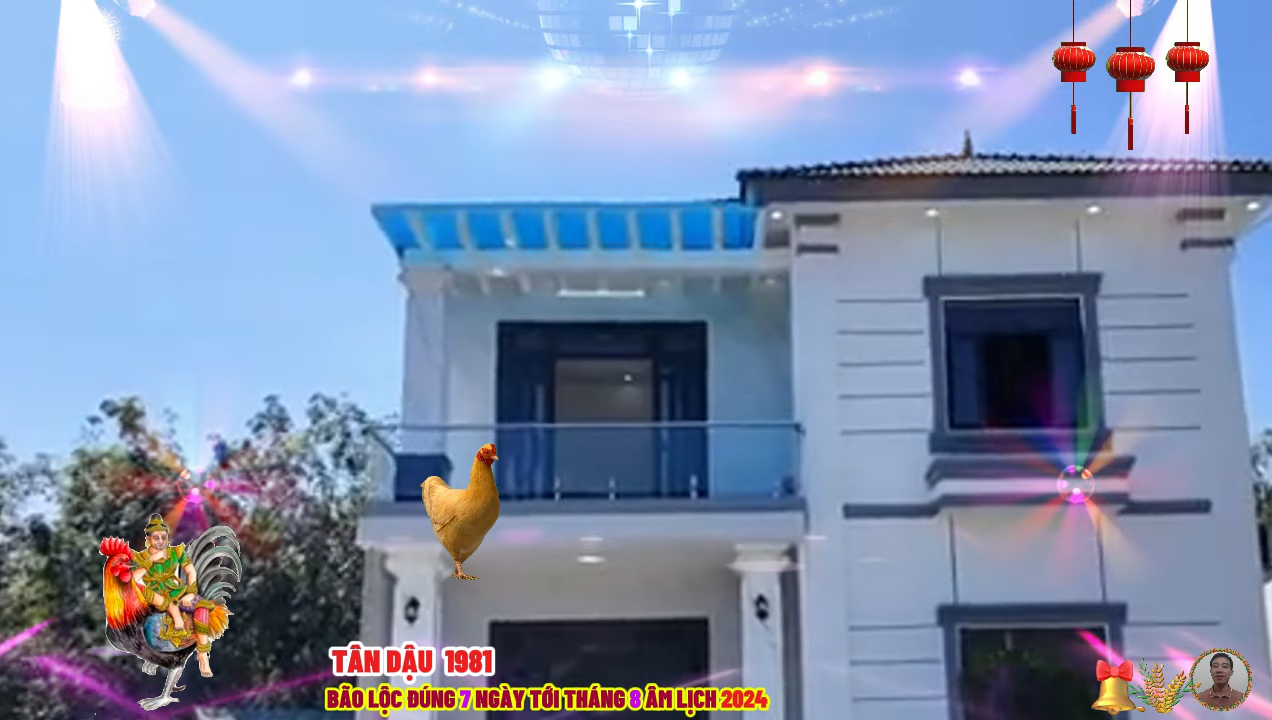 TÂN DẬU 1981
BÃO LỘC ĐÚNG 7 NGÀY TỚI THÁNG 8 ÂM LỊCH 2024